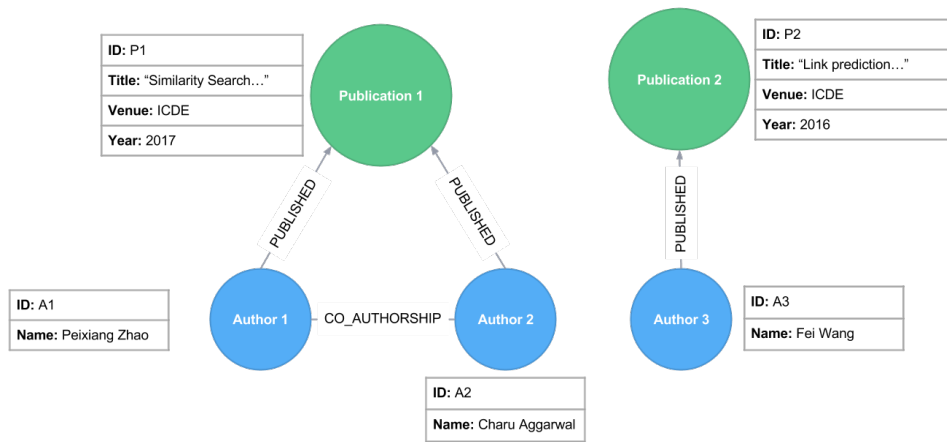 ID: P1
Title: “Similarity Search…”
Venue: ICDE
Year: 2017
Publication 1
Publication 2
ID: P2
Title: “Link prediction…”
Venue: ICDE
Year: 2016
PUBLISHED
PUBLISHED
PUBLISHED
ID: A1
Name: Peixiang Zhao
Author 1
CO_AUTHORSHIP
Author 2
Author 3
ID: A3
Name: Fei Wang
ID: A2
Name: Charu Aggarwal